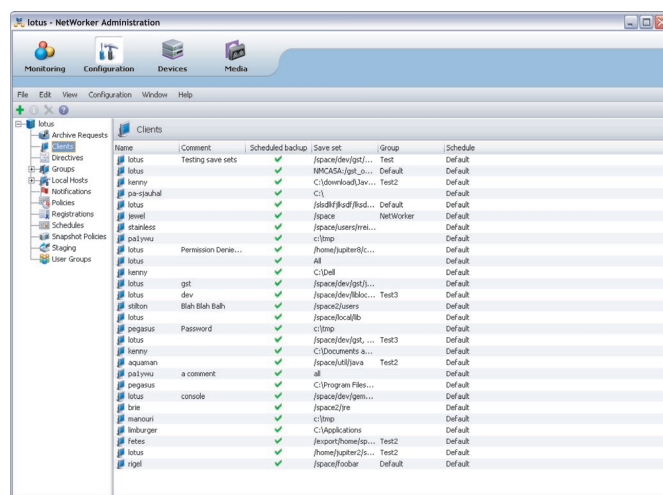 lotus - NetWorker Administration
Monitoring Configuration Devices Media
File Edit View Configuration Window Help
lotus
Archive Requests
Clients
Directives
Groups
Local Hosts
Notifications
Policies
Registrations
Schedules
Snapshot Policies
Staging
User Groups
Clients
Name Comment Scheduled backup Save set Group Schedule
lotus Testing save sets /space/dev/gst/... Test Default
lotus NMCASA:/gst_o... Default Default
kenny C:\download\Jav... Test2 Default
pa-sjauhal C:\ Default
lotus /slsdlkfjlksdf/lksd... Default Default
jewel /space NetWorker Default
stainless /space/users/rrei... Default
pa1ywu c:\tmp Default
lotus Permission Denie... /home/jupiter8/c... Default
lotus All Default
kenny C:\Dell Default
lotus gst /space/dev/gst/j... Default
lotus dev /space/dev/libloc... Test3 Default
stilton Blah Blah Balh /space2/users Default
lotus /space/local/lib Default
pegasus Password c:\tmp Default
lotus /space/dev/gst, ... Test3 Default
kenny C:\Documents a... Default
aquaman /space/util/java Test2 Default
pa1ywu a comment all Default
pegasus C:\Program Files... Default
lotus console /space/dev/gem... Default
brie /space2/jre Default
manouri c:\tmp Default
limburger C:\Applications Default
fetes /export/home/sp... Test2 Default
lotus /home/jupiter2/s... Test2 Default
rigel /space/foobar Default Default